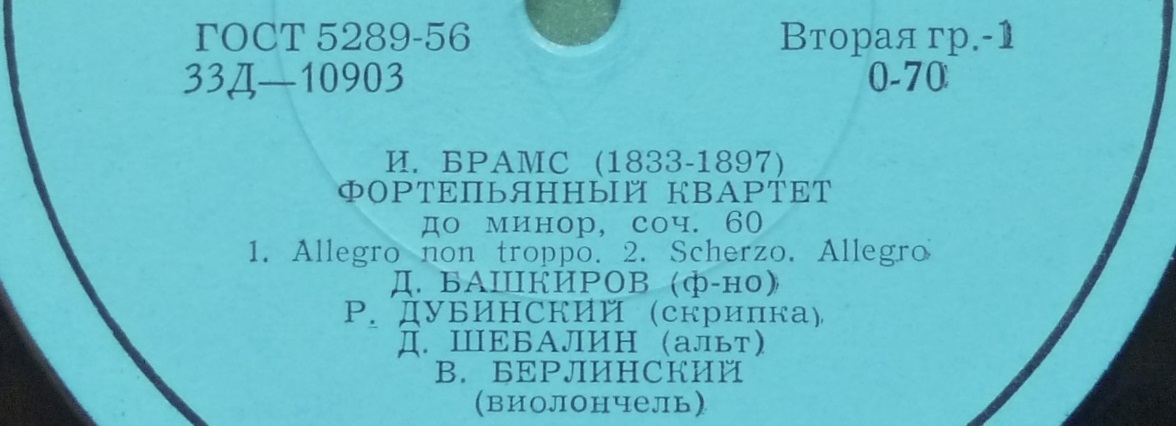 ГОСТ 5289-56 Вторая гр.-1
33Д—10903 0-70
И. БРАМС (1833-1897)
ФОРТЕПЬЯННЫЙ КВАРТЕТ
до минор, соч. 60
1. Allegro non troppo. 2. Scherzo. Allegro
Д. БАШКИРОВ (ф-но)
Р. ДУБИНСКИЙ (скрипка),
Д. ШЕБАЛИН (альт)
В. БЕРЛИНСКИЙ
(виолончель)